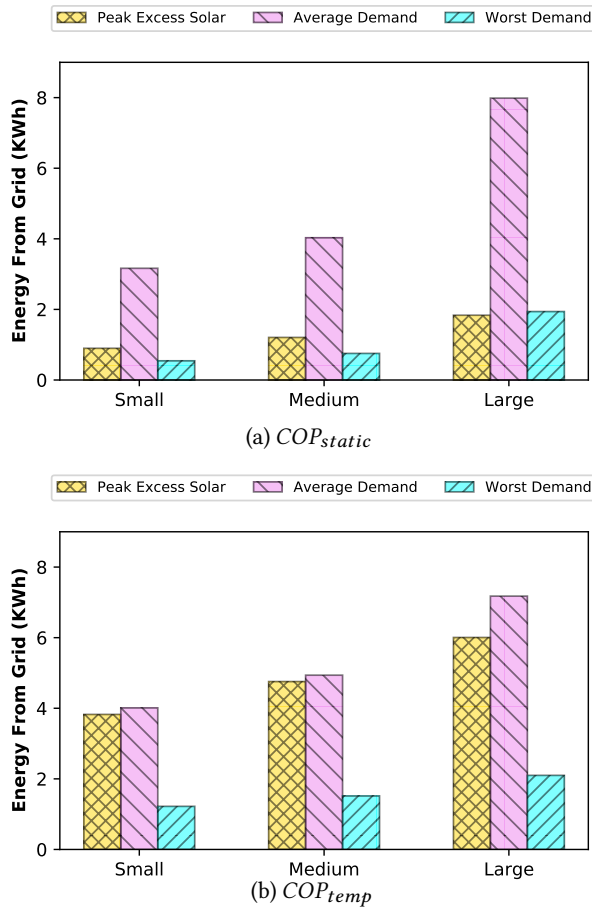 Peak Excess Solar Average Demand Worst Demand
8
6
4
2
0
Energy From Grid (KWh)
Small Medium Large
(a) COPstatic
Peak Excess Solar Average Demand Worst Demand
8
6
4
2
0
Energy From Grid (KWh)
Small Medium Large
(b) COPtemp